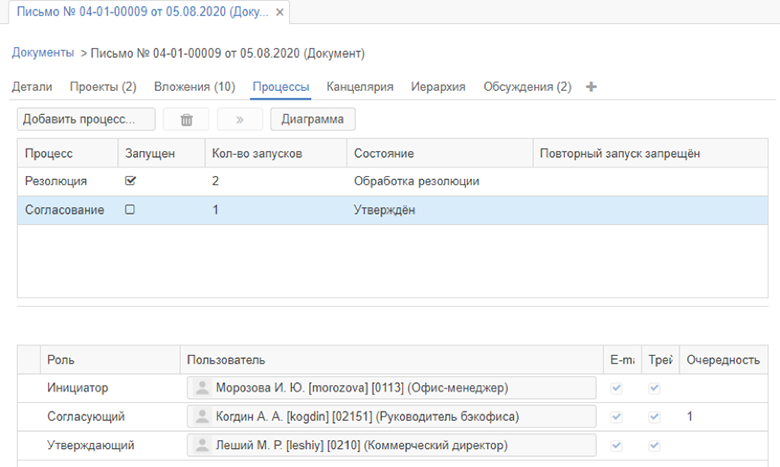 Письмо № 04-01-00009 от 05.08.2020 (Доку... ×
Документы > Письмо № 04-01-00009 от 05.08.2020 (Документ)
Детали Проекты (2) Вложения (10) Процессы Канцелярия Иерархия Обсуждения (2) +
Добавить процесс... » Диаграмма
Процесс Запущен Кол-во запусков Состояние Повторный запуск запрещён
Резолюция 2 Обработка резолюции
Согласование 1 Утверждён
Роль Пользователь E-ma Трей Очередность
Инициатор Морозова И. Ю. [morozova] [0113] (Офис-менеджер)
Согласующий Когдин А. А. [kogdin] [02151] (Руководитель бэкофиса) 1
Утверждающий Леший М. Р. [leshiy] [0210] (Коммерческий директор)